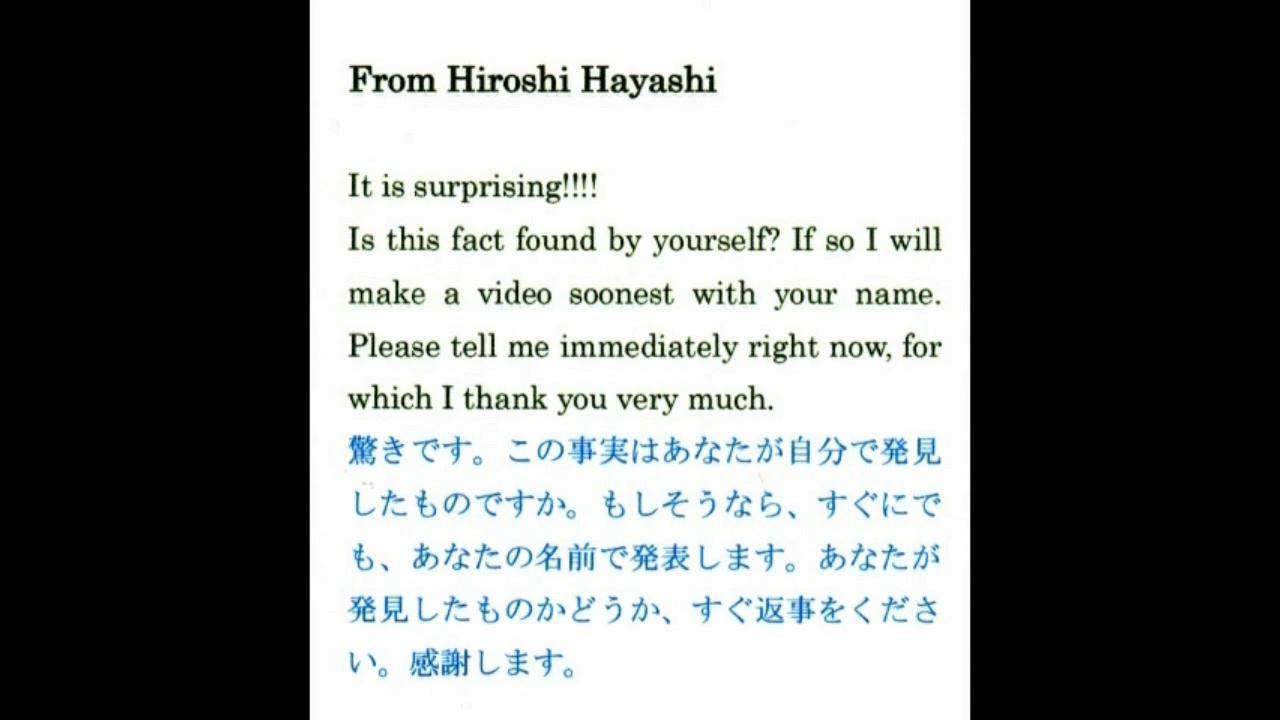 From Hiroshi Hayashi
It is surprising!!!!
Is this fact found by yourself? If so I will
make a video soonest with your name.
Please tell me immediately right now, for
which I thank you very much.
驚きです。この事実はあなたが自分で発見
したものですか。もしそうなら、すぐにで
も、あなたの名前で発表します。あなたが
発見したものかどうか、すぐ返事をくださ
い。感謝します。